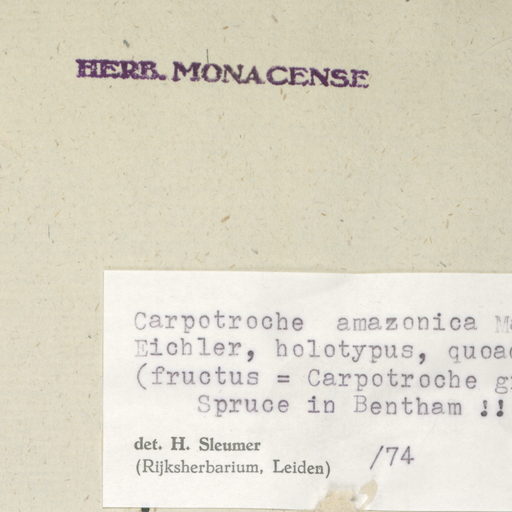 HERB. MONACENSE
Carpotroche amazonica
Eichler, holotypus,
(fructus = Carpotroche
Spruce in Bentham !!
det. H. Sleumer
(Rijksherbarium, Leiden) /74